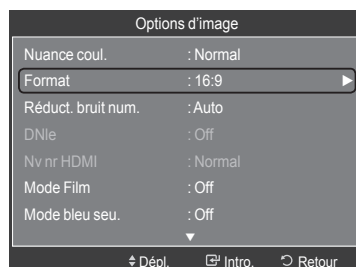 Options d'image
Nuance coul. : Normal
Format : 16:9
Réduct. bruit num. : Auto
DNIe : Off
Nv nr HDMI : Normal
Mode Film : Off
Mode bleu seu. : Off
Dépl. Intro. Retour